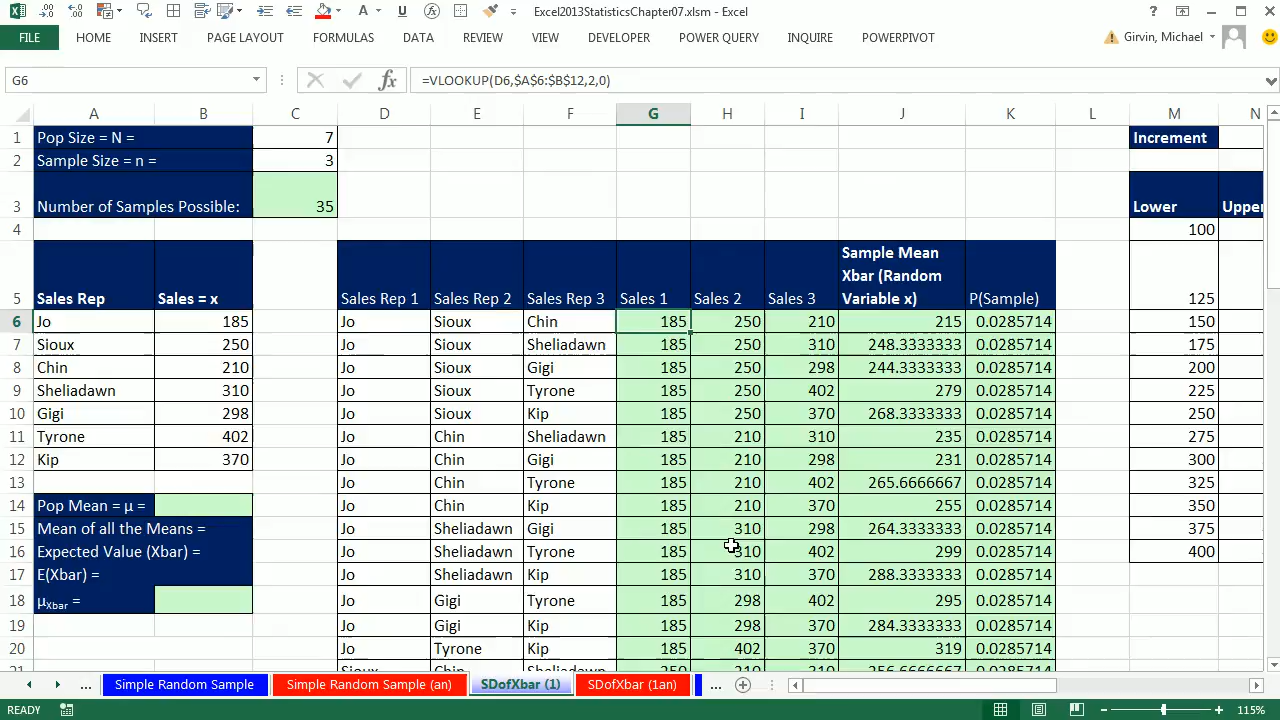 Excel2013StatisticsChapter07.xlsm - Excel
FILE HOME INSERT PAGE LAYOUT FORMULAS DATA REVIEW VIEW DEVELOPER POWER QUERY INQUIRE POWERPIVOT Girvin, Michael
G6 fx =VLOOKUP(D6,$A$6:$B$12,2,0)
A B C D E F G H I J K L M N
1 Pop Size = N = 7 Increment
2 Sample Size = n = 3
3 Number of Samples Possible: 35 Lower Upper
4 100
5 Sales Rep Sales = x Sales Rep 1 Sales Rep 2 Sales Rep 3 Sales 1 Sales 2 Sales 3 Sample Mean Xbar (Random Variable x) P(Sample) 125
6 Jo 185 Jo Sioux Chin 185 250 210 215 0.0285714 150
7 Sioux 250 Jo Sioux Sheliadawn 185 250 310 248.3333333 0.0285714 175
8 Chin 210 Jo Sioux Gigi 185 250 298 244.3333333 0.0285714 200
9 Sheliadawn 310 Jo Sioux Tyrone 185 250 402 279 0.0285714 225
10 Gigi 298 Jo Sioux Kip 185 250 370 268.3333333 0.0285714 250
11 Tyrone 402 Jo Chin Sheliadawn 185 210 310 235 0.0285714 275
12 Kip 370 Jo Chin Gigi 185 210 298 231 0.0285714 300
13 Jo Chin Tyrone 185 210 402 265.6666667 0.0285714 325
14 Pop Mean = μ = Jo Chin Kip 185 210 370 255 0.0285714 350
15 Mean of all the Means = Jo Sheliadawn Gigi 185 310 298 264.3333333 0.0285714 375
16 Expected Value (Xbar) = Jo Sheliadawn Tyrone 185 310 402 299 0.0285714 400
17 E(Xbar) = Jo Sheliadawn Kip 185 310 370 288.3333333 0.0285714
18 μXbar = Jo Gigi Tyrone 185 298 402 295 0.0285714
19 Jo Gigi Kip 185 298 370 284.3333333 0.0285714
20 Jo Tyrone Kip 185 402 370 319 0.0285714
21 Sioux Chin Sheliadawn 250 210 310 256.6666667 0.0285714
... Simple Random Sample Simple Random Sample (an) SDofXbar (1) SDofXbar (1an) ...
READY 115%